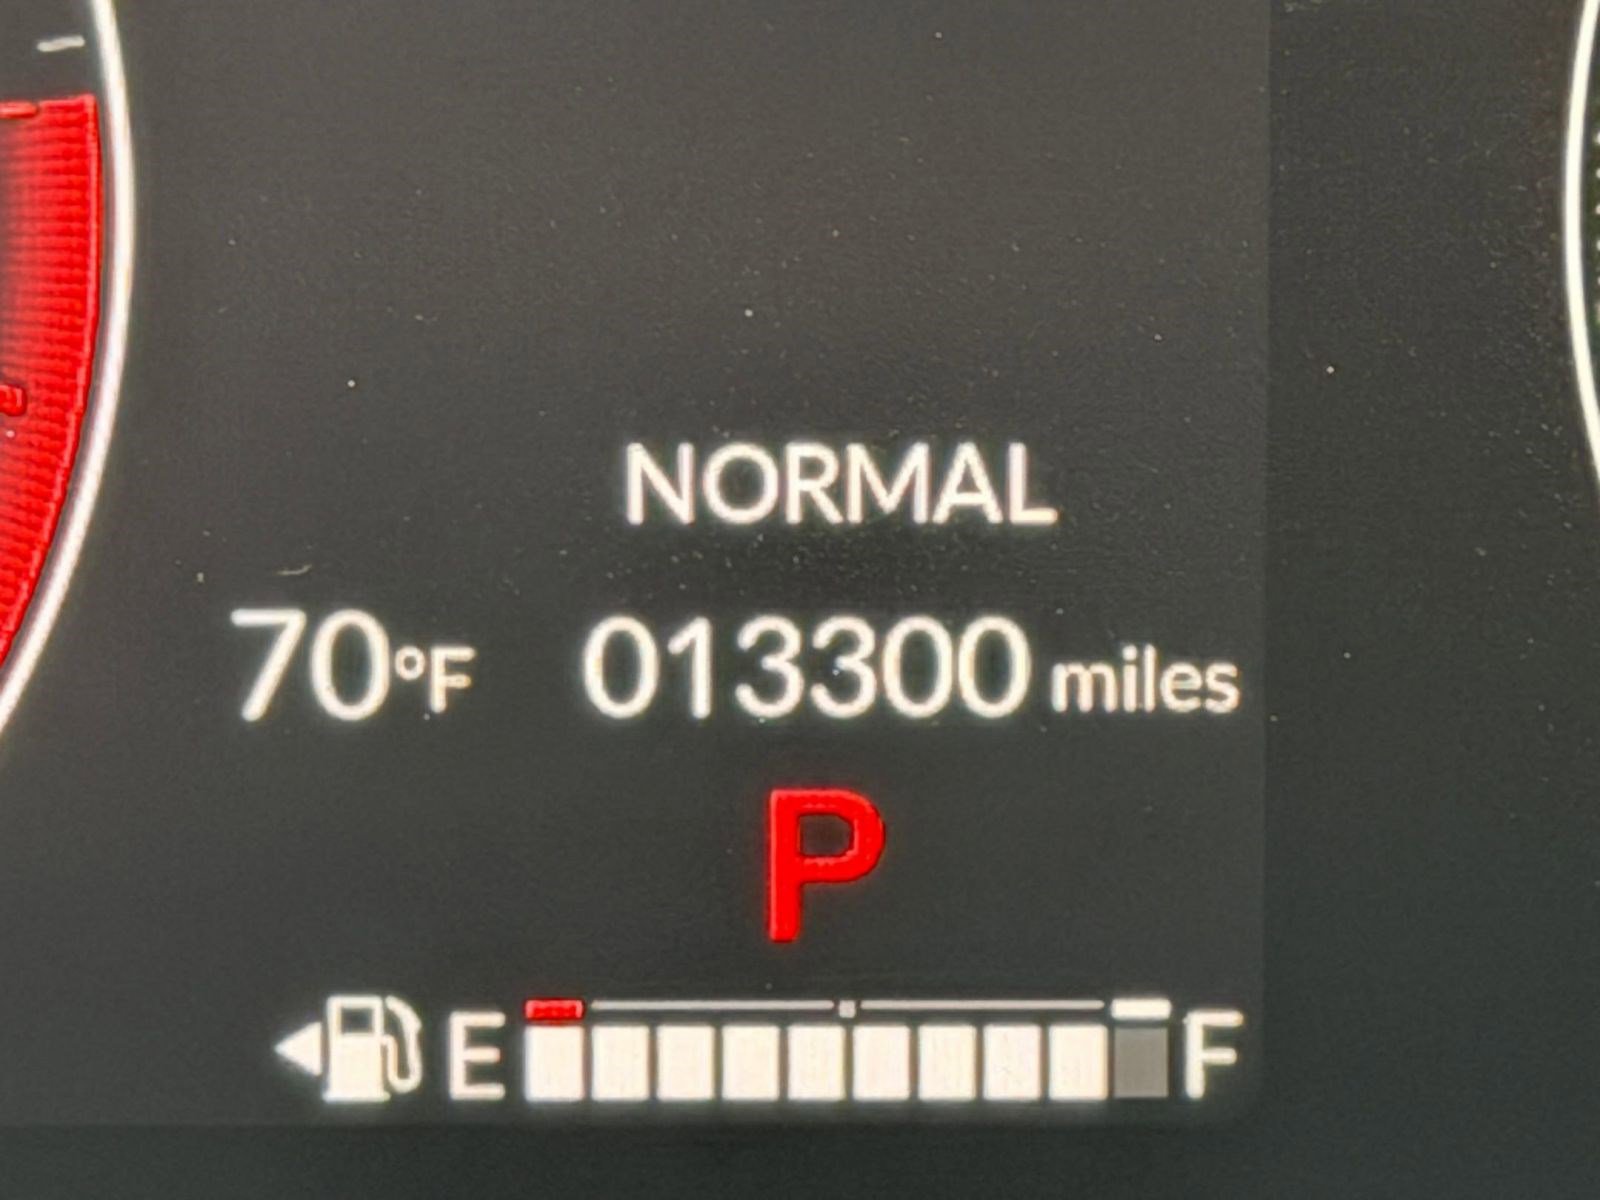 NORMAL
70°F 013300 miles
P
E F